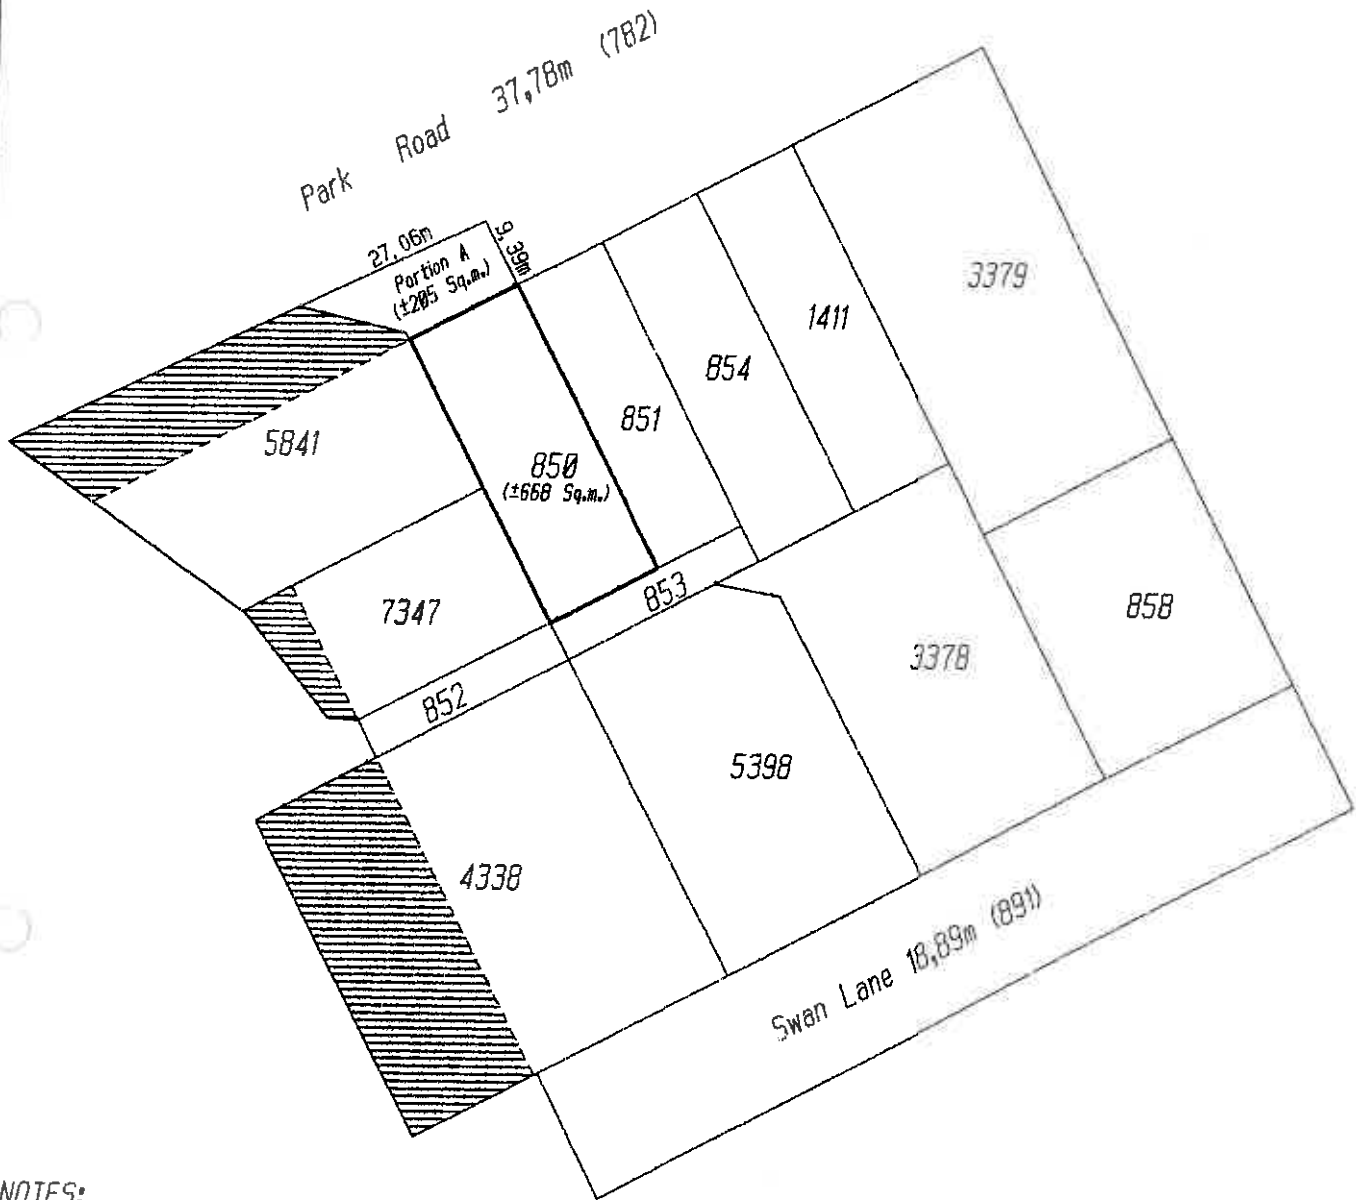 Park Road 37,78m (782)
27,06m
9,39m
Portion A
(±205 Sq.m.)
3379
1411
854
851
5841
850
(±668 Sq.m.)
7347
853
858
3378
852
5398
4338
Swan Lane 18,89m (891)
NOTES: